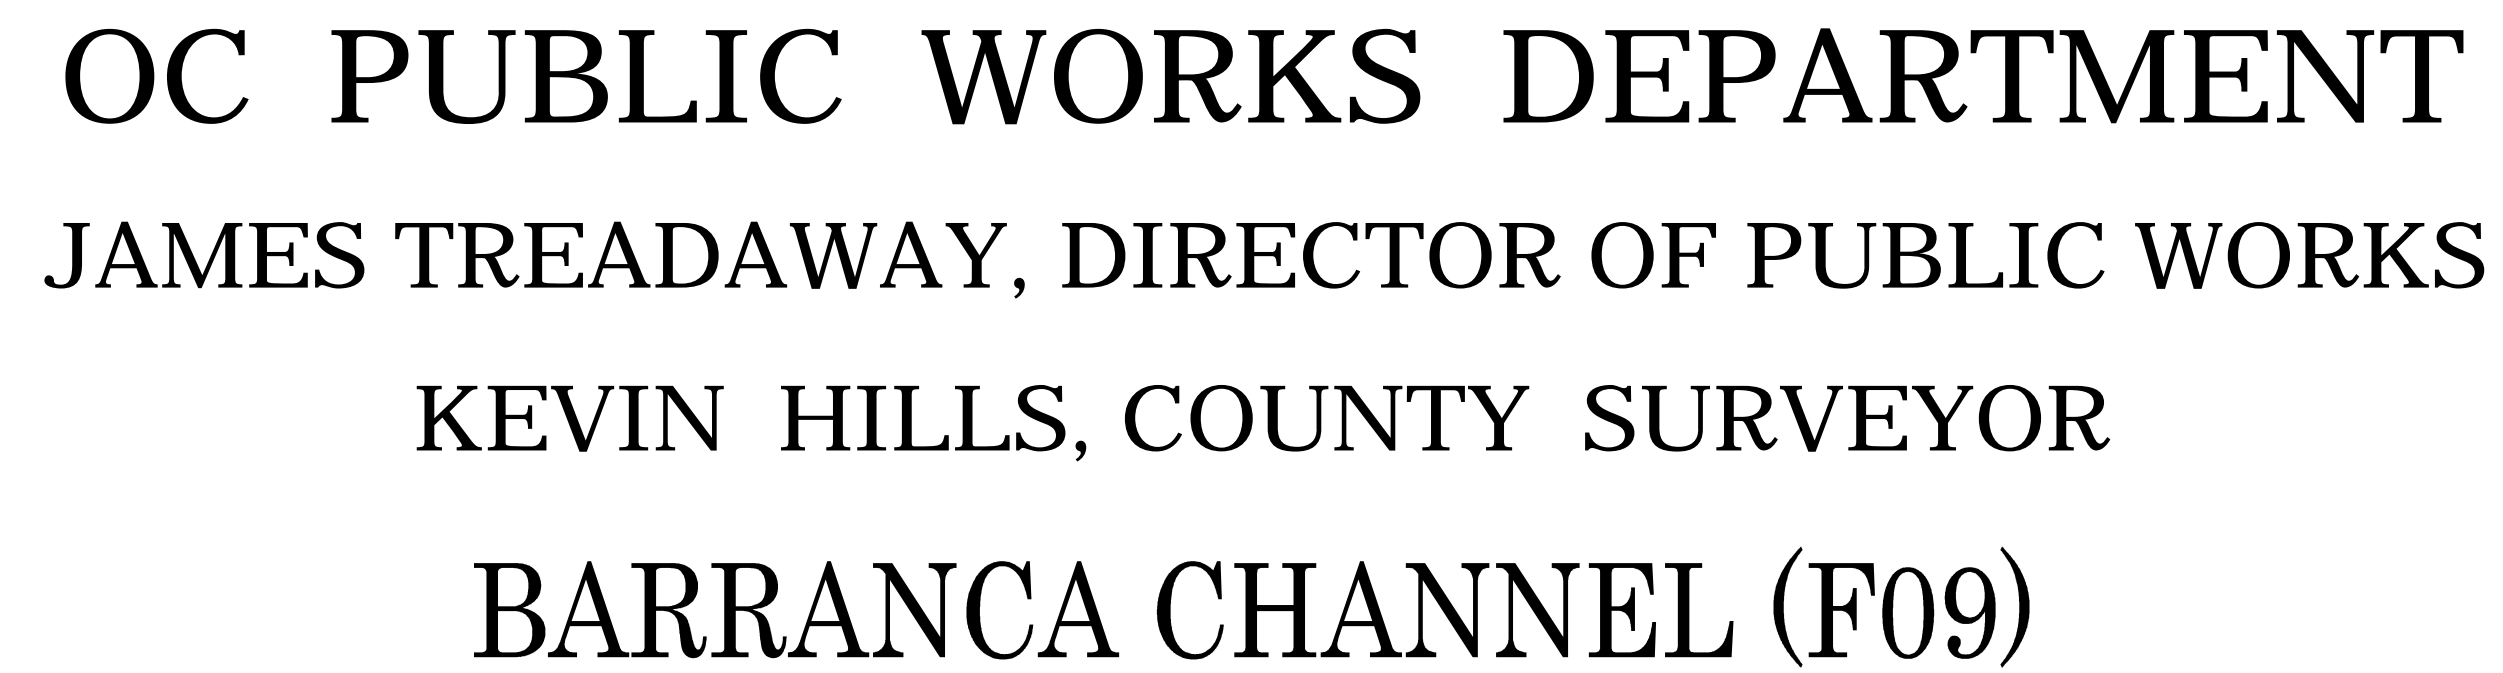 OC PUBLIC WORKS DEPARTMENT
JAMES TREADAWAY, DIRECTOR OF PUBLIC WORKS
KEVIN HILLS, COUNTY SURVEYOR
BARRANCA CHANNEL (F09)